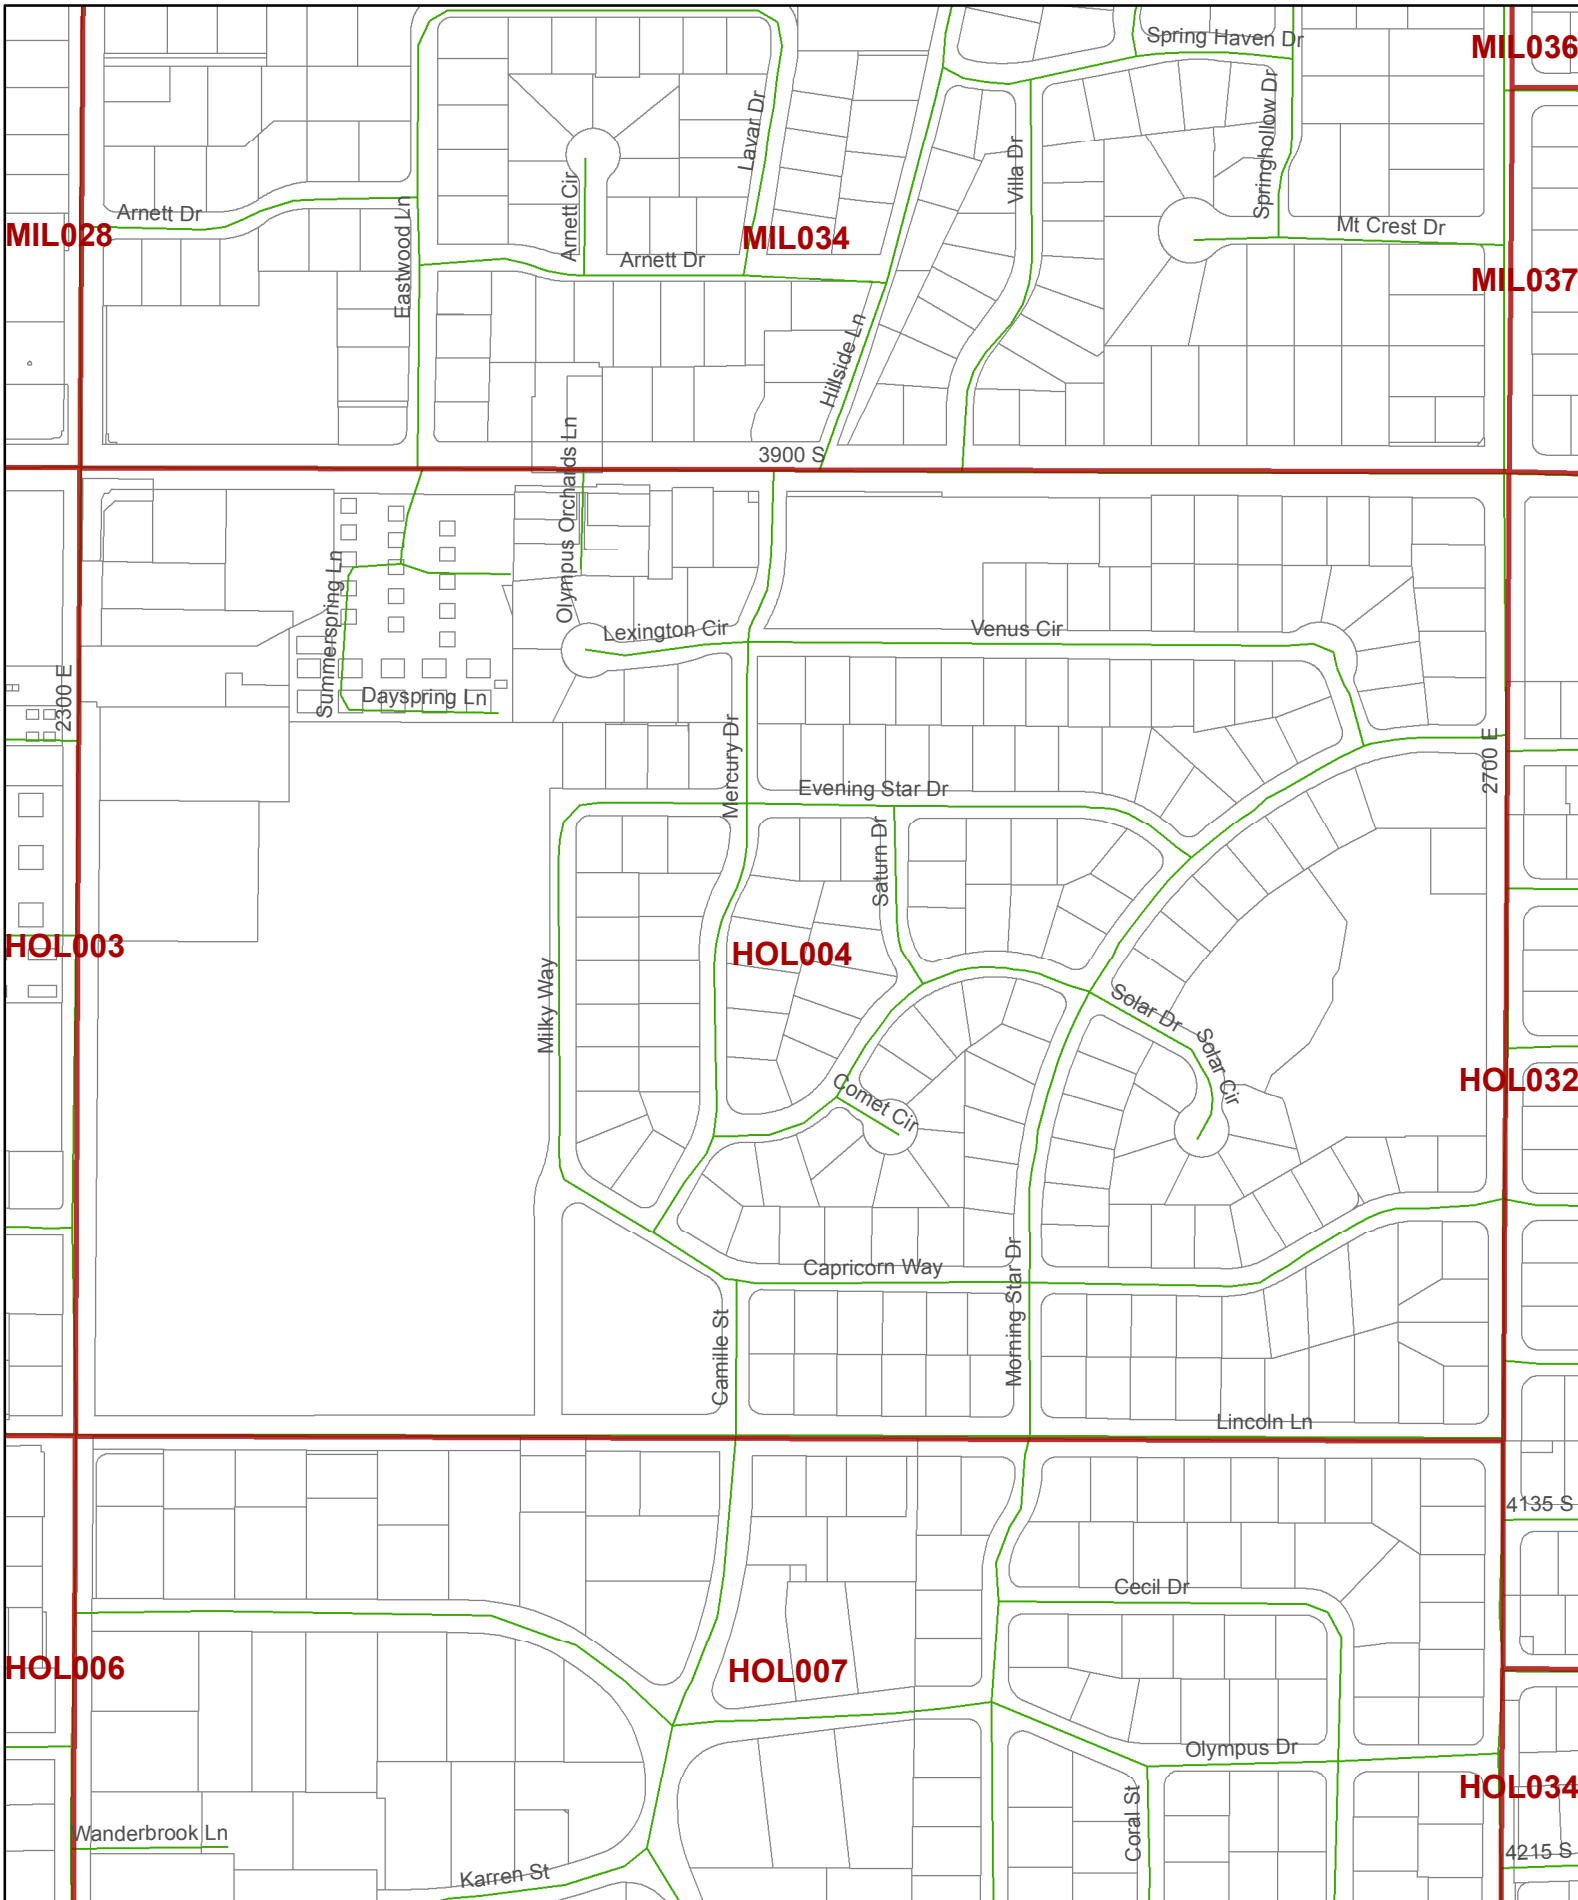 Spring Haven Dr
MIL036
Springhollow Dr
Lavar Dr
Villa Dr
Arnett Cir
Arnett Dr
Eastwood Ln
MIL028
MIL034
Mt Crest Dr
Arnett Dr
MIL037
Hillside Ln
3900 S
Olympus Orchards Ln
Summerspring Ln
Lexington Cir
Venus Cir
2300 E
Dayspring Ln
Mercury Dr
2700 E
Evening Star Dr
Saturn Dr
HOL003
HOL004
Milky Way
Solar Dr
Solar Cir
HOL032
Comet Cir
Capricorn Way
Morning Star Dr
Camille St
Lincoln Ln
4135 S
Cecil Dr
HOL006
HOL007
Olympus Dr
HOL034
Coral St
Wanderbrook Ln
4215 S
Karren St